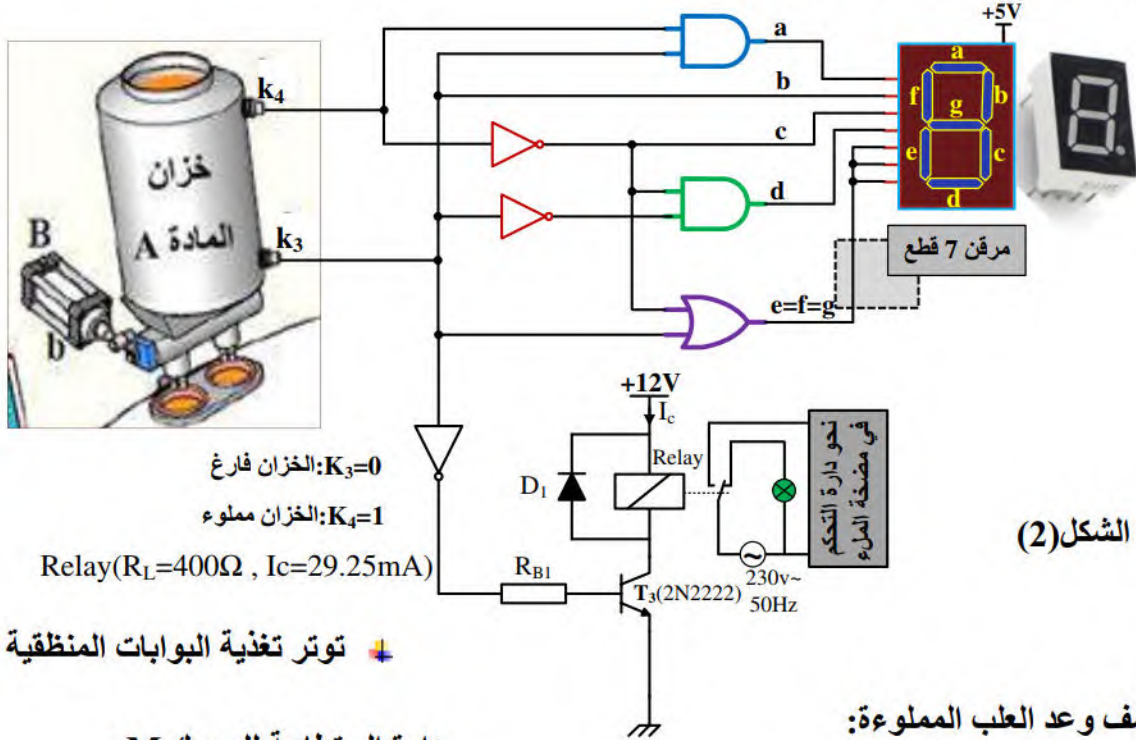 +5V
a
b
c
d
e=f=g
a
f
b
g
e
c
d
مرقن 7 قطع
k4
k3
خزان
المادة A
B
b
K3=0:الخزان فارغ
K4=1:الخزان مملوء
Relay(RL=400Ω , Ic=29.25mA)
+12V
Ic
Relay
D1
RB1
T3(2N2222)
230v~
50Hz
نحو دارة التحكم
في مضخة الملء
الشكل(2)
توتر تغذية البوابات المنظقية
وعد العلب المملوءة: